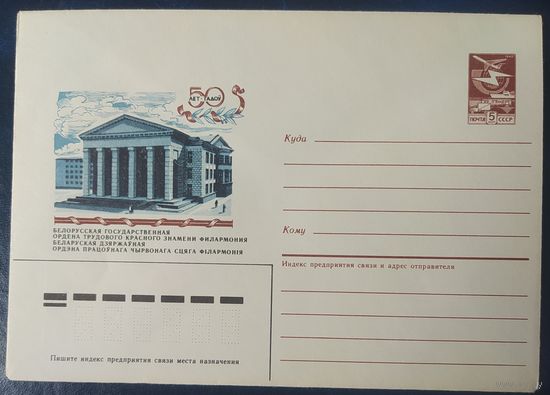 50
ЛЕТ ГАДОЎ
ПОЧТА 5 СССР
БЕЛОРУССКАЯ ГОСУДАРСТВЕННАЯ
ОРДЕНА ТРУДОВОГО КРАСНОГО ЗНАМЕНИ ФИЛАРМОНИЯ
БЕЛАРУСКАЯ ДЗЯРЖАЎНАЯ
ОРДЭНА ПРАЦОЎНАГА ЧЫРВОНАГА СЦЯГА ФІЛАРМОНІЯ
Куда
Кому
Индекс предприятия связи и адрес отправителя
Пишите индекс предприятия связи места назначения